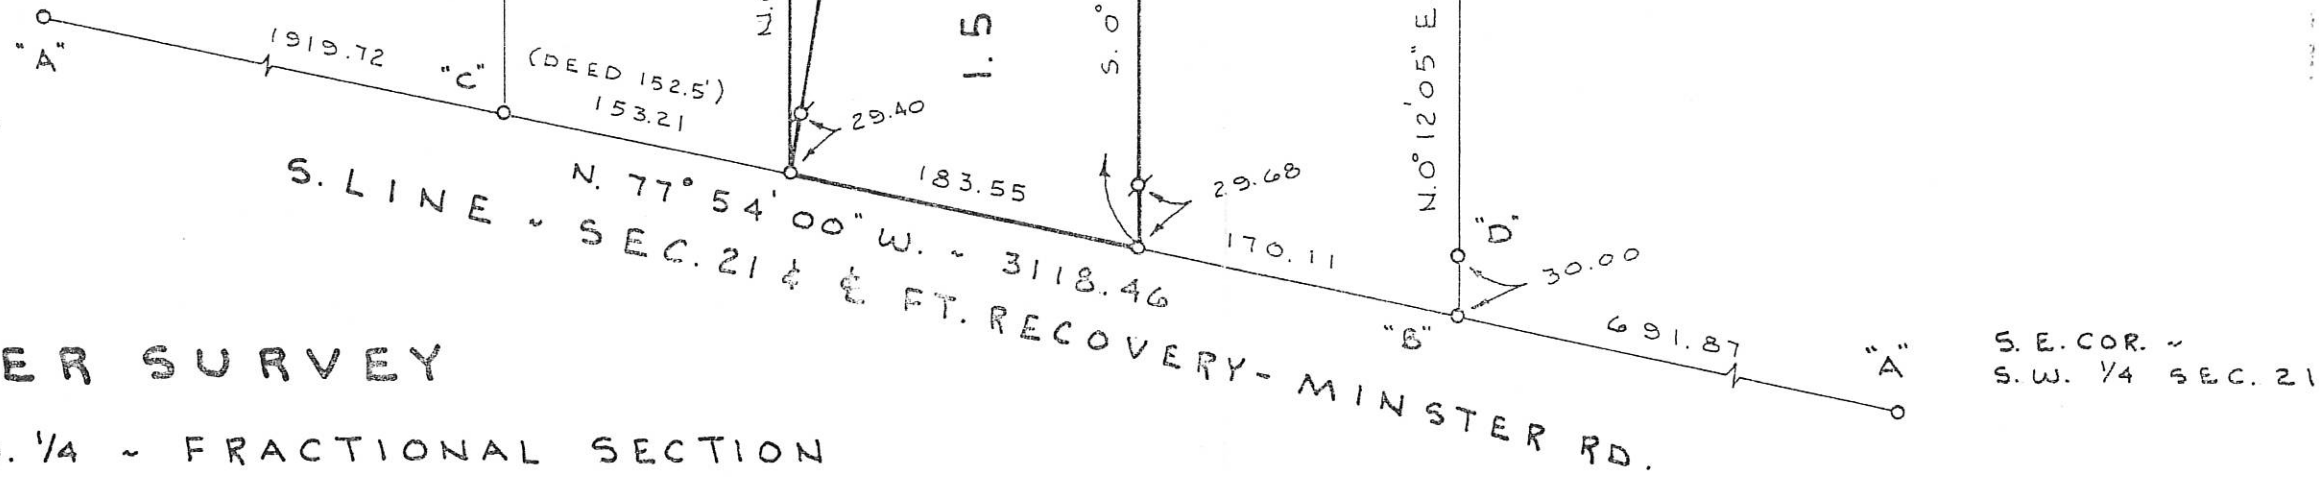 "A"
1919.72
"C"
(DEED 152.5')
153.21
N.
29.40
1.5
S. 0°
183.55
29.68
N.0°12'05"E
"D"
170.11
30.00
"B"
691.87
"A"
S. E. COR. ~
S. W. 1/4 SEC. 21
N. 77° 54' 00" W. ~ 3118.46
S. LINE ~ SEC. 21 & ℄ FT. RECOVERY - MINSTER RD.
ER SURVEY
. 1/4 ~ FRACTIONAL SECTION